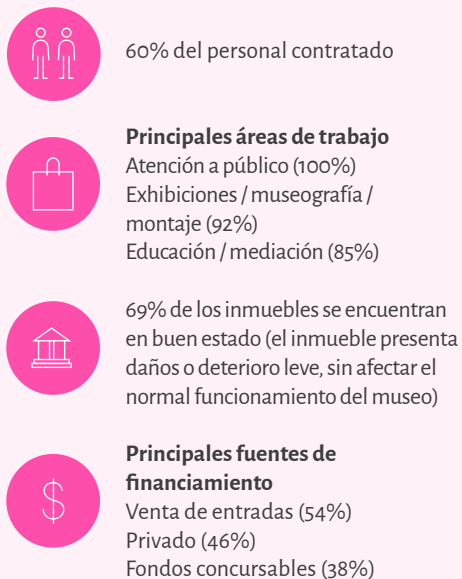 60% del personal contratado
Principales áreas de trabajo
Atención a público (100%)
Exhibiciones / museografía /
montaje (92%)
Educación / mediación (85%)
69% de los inmuebles se encuentran
en buen estado (el inmueble presenta
daños o deterioro leve, sin afectar el
normal funcionamiento del museo)
Principales fuentes de
financiamiento
Venta de entradas (54%)
Privado (46%)
Fondos concursables (38%)
$